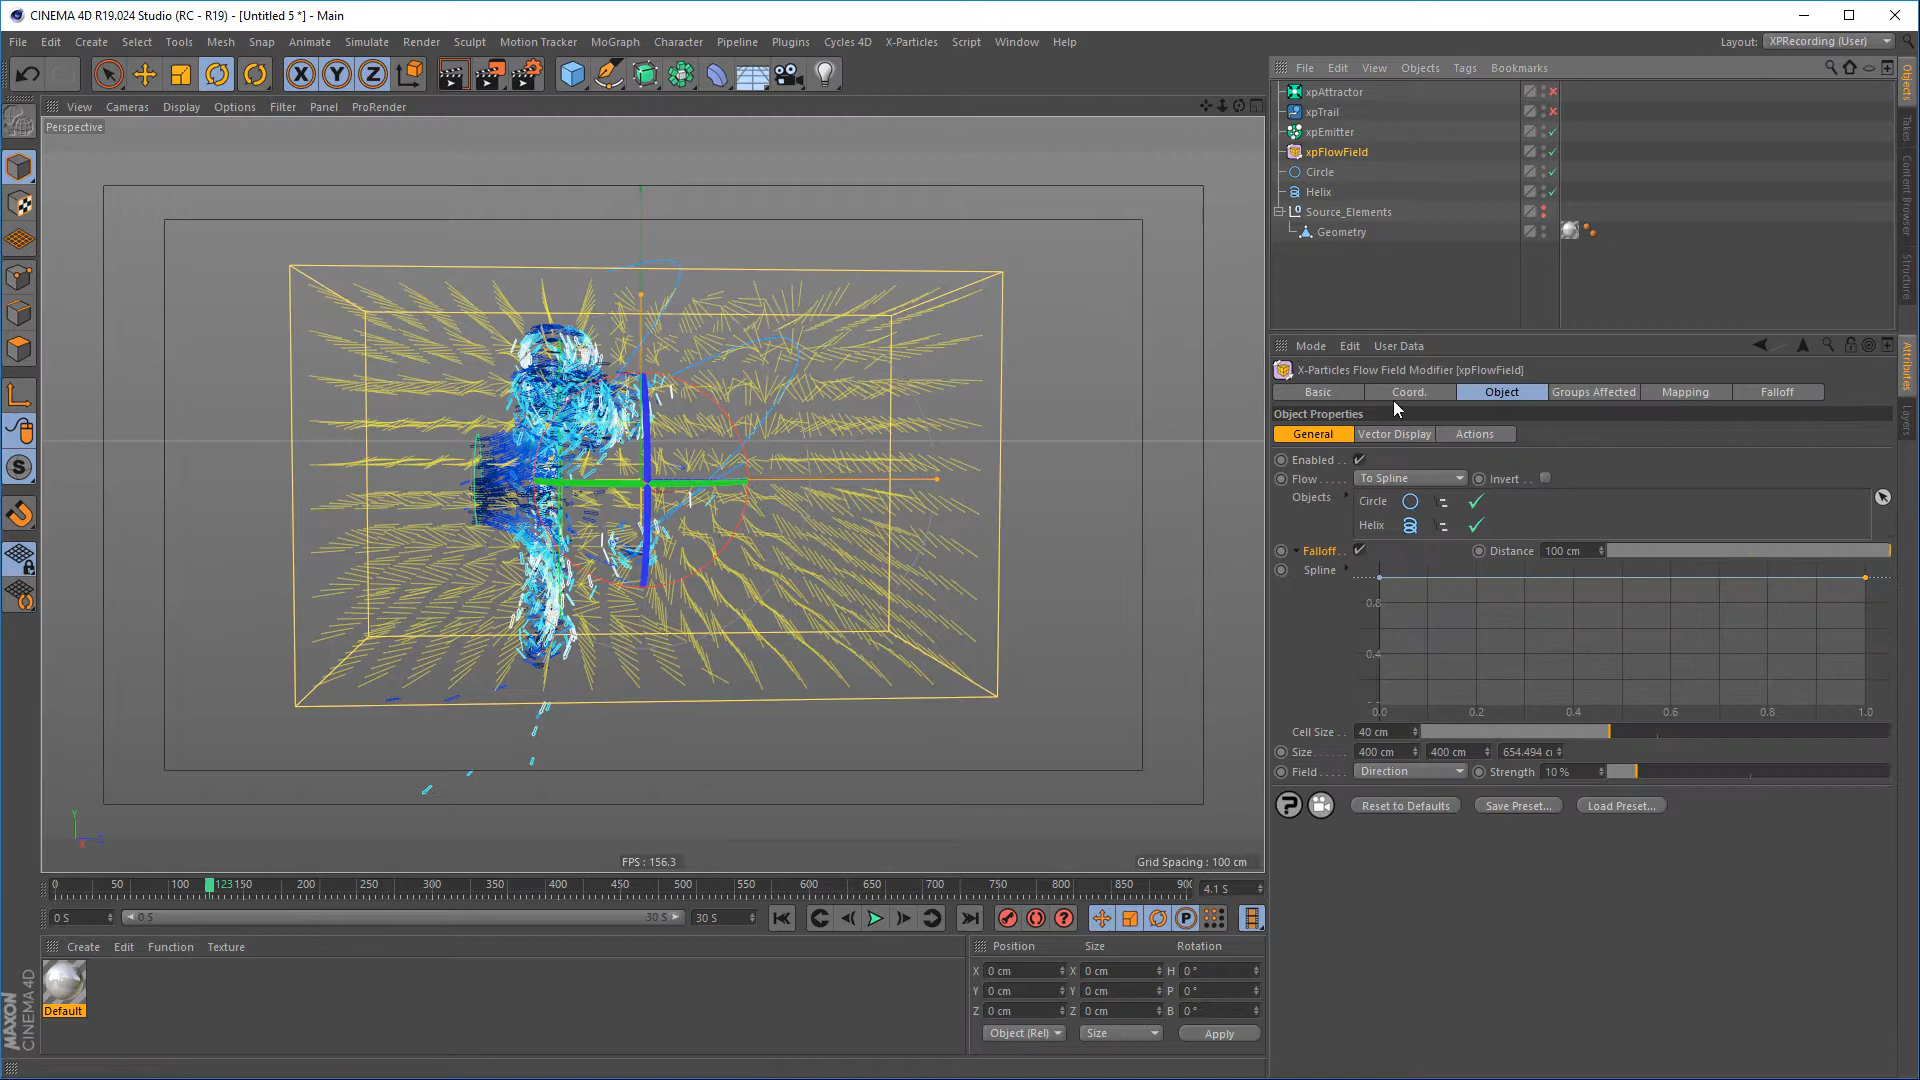 CINEMA 4D R19.024 Studio (RC - R19) - [Untitled 5 *] - Main
File Edit Create Select Tools Mesh Snap Animate Simulate Render Sculpt Motion Tracker MoGraph Character Pipeline Plugins Cycles 4D X-Particles Script Window Help
Layout: XPRecording (User)
X Y Z
View Cameras Display Options Filter Panel ProRender
Perspective
File Edit View Objects Tags Bookmarks
xpAttractor
xpTrail
xpEmitter
xpFlowField
Circle
Helix
Source_Elements
Geometry
Objects
Takes
Content Browser
Structure
Mode Edit User Data
X-Particles Flow Field Modifier [xpFlowField]
Basic Coord. Object Groups Affected Mapping Falloff
Object Properties
General Vector Display Actions
Enabled . .
Flow . . . . . To Spline Invert . .
Objects Circle
Helix
Falloff. . Distance 100 cm
Spline
0.8
0.4
0.0 0.2 0.4 0.6 0.8 1.0
Cell Size . . 40 cm
Size. . . . . . 400 cm 400 cm 654.494 c
Field . . . . . Direction Strength 10 %
? Reset to Defaults Save Preset... Load Preset...
Attributes
Layers
Y
FPS : 156.3
Grid Spacing : 100 cm
0 50 100 123 150 200 250 300 350 400 450 500 550 600 650 700 750 800 850 90
4.1 S
0 S 0 S 30 S 30 S
P
Create Edit Function Texture
Default
MAXON
CINEMA 4D
Position Size Rotation
X 0 cm X 0 cm H 0 °
Y 0 cm Y 0 cm P 0 °
Z 0 cm Z 0 cm B 0 °
Object (Rel) Size Apply